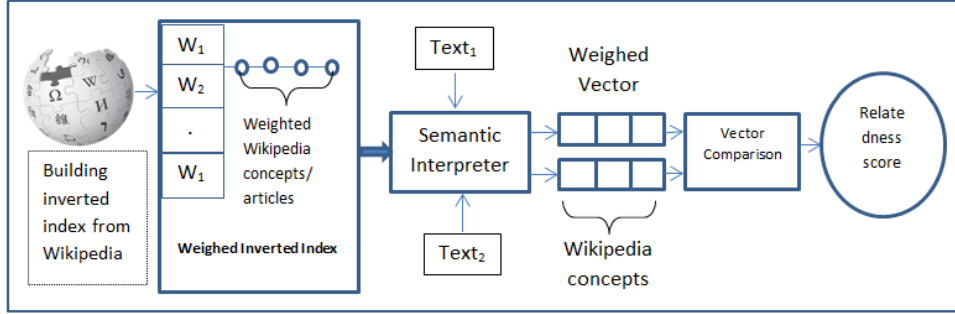 Building
inverted
index from
Wikipedia
W₁
W₂
.
W₁
Weighted
Wikipedia
concepts/
articles
Weighed Inverted Index
Text₁
Semantic
Interpreter
Text₂
Weighed
Vector
Wikipedia
concepts
Vector
Comparison
Relate
dness
score